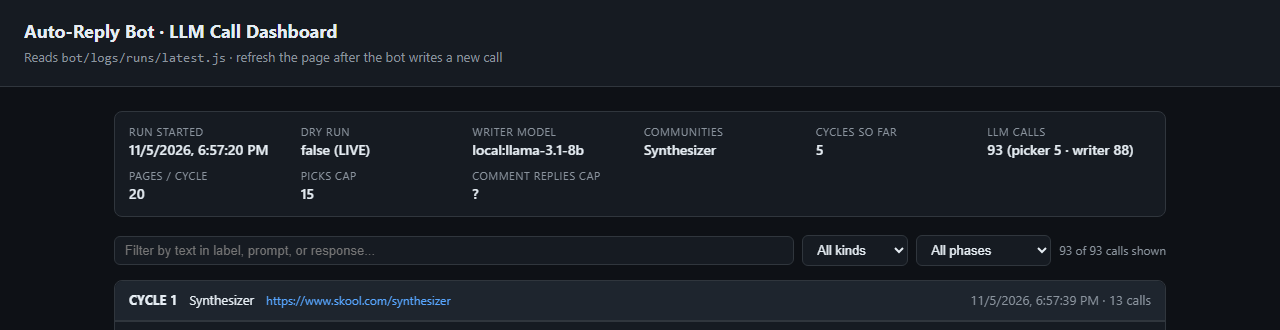 Auto-Reply Bot · LLM Call Dashboard
Reads bot/logs/runs/latest.js · refresh the page after the bot writes a new call
RUN STARTED DRY RUN WRITER MODEL COMMUNITIES CYCLES SO FAR LLM CALLS
11/5/2026, 6:57:20 PM false (LIVE) local:llama-3.1-8b Synthesizer 5 93 (picker 5 · writer 88)
PAGES / CYCLE PICKS CAP COMMENT REPLIES CAP
20 15 ?
Filter by text in label, prompt, or response... All kinds All phases 93 of 93 calls shown
CYCLE 1 Synthesizer https://www.skool.com/synthesizer 11/5/2026, 6:57:39 PM · 13 calls